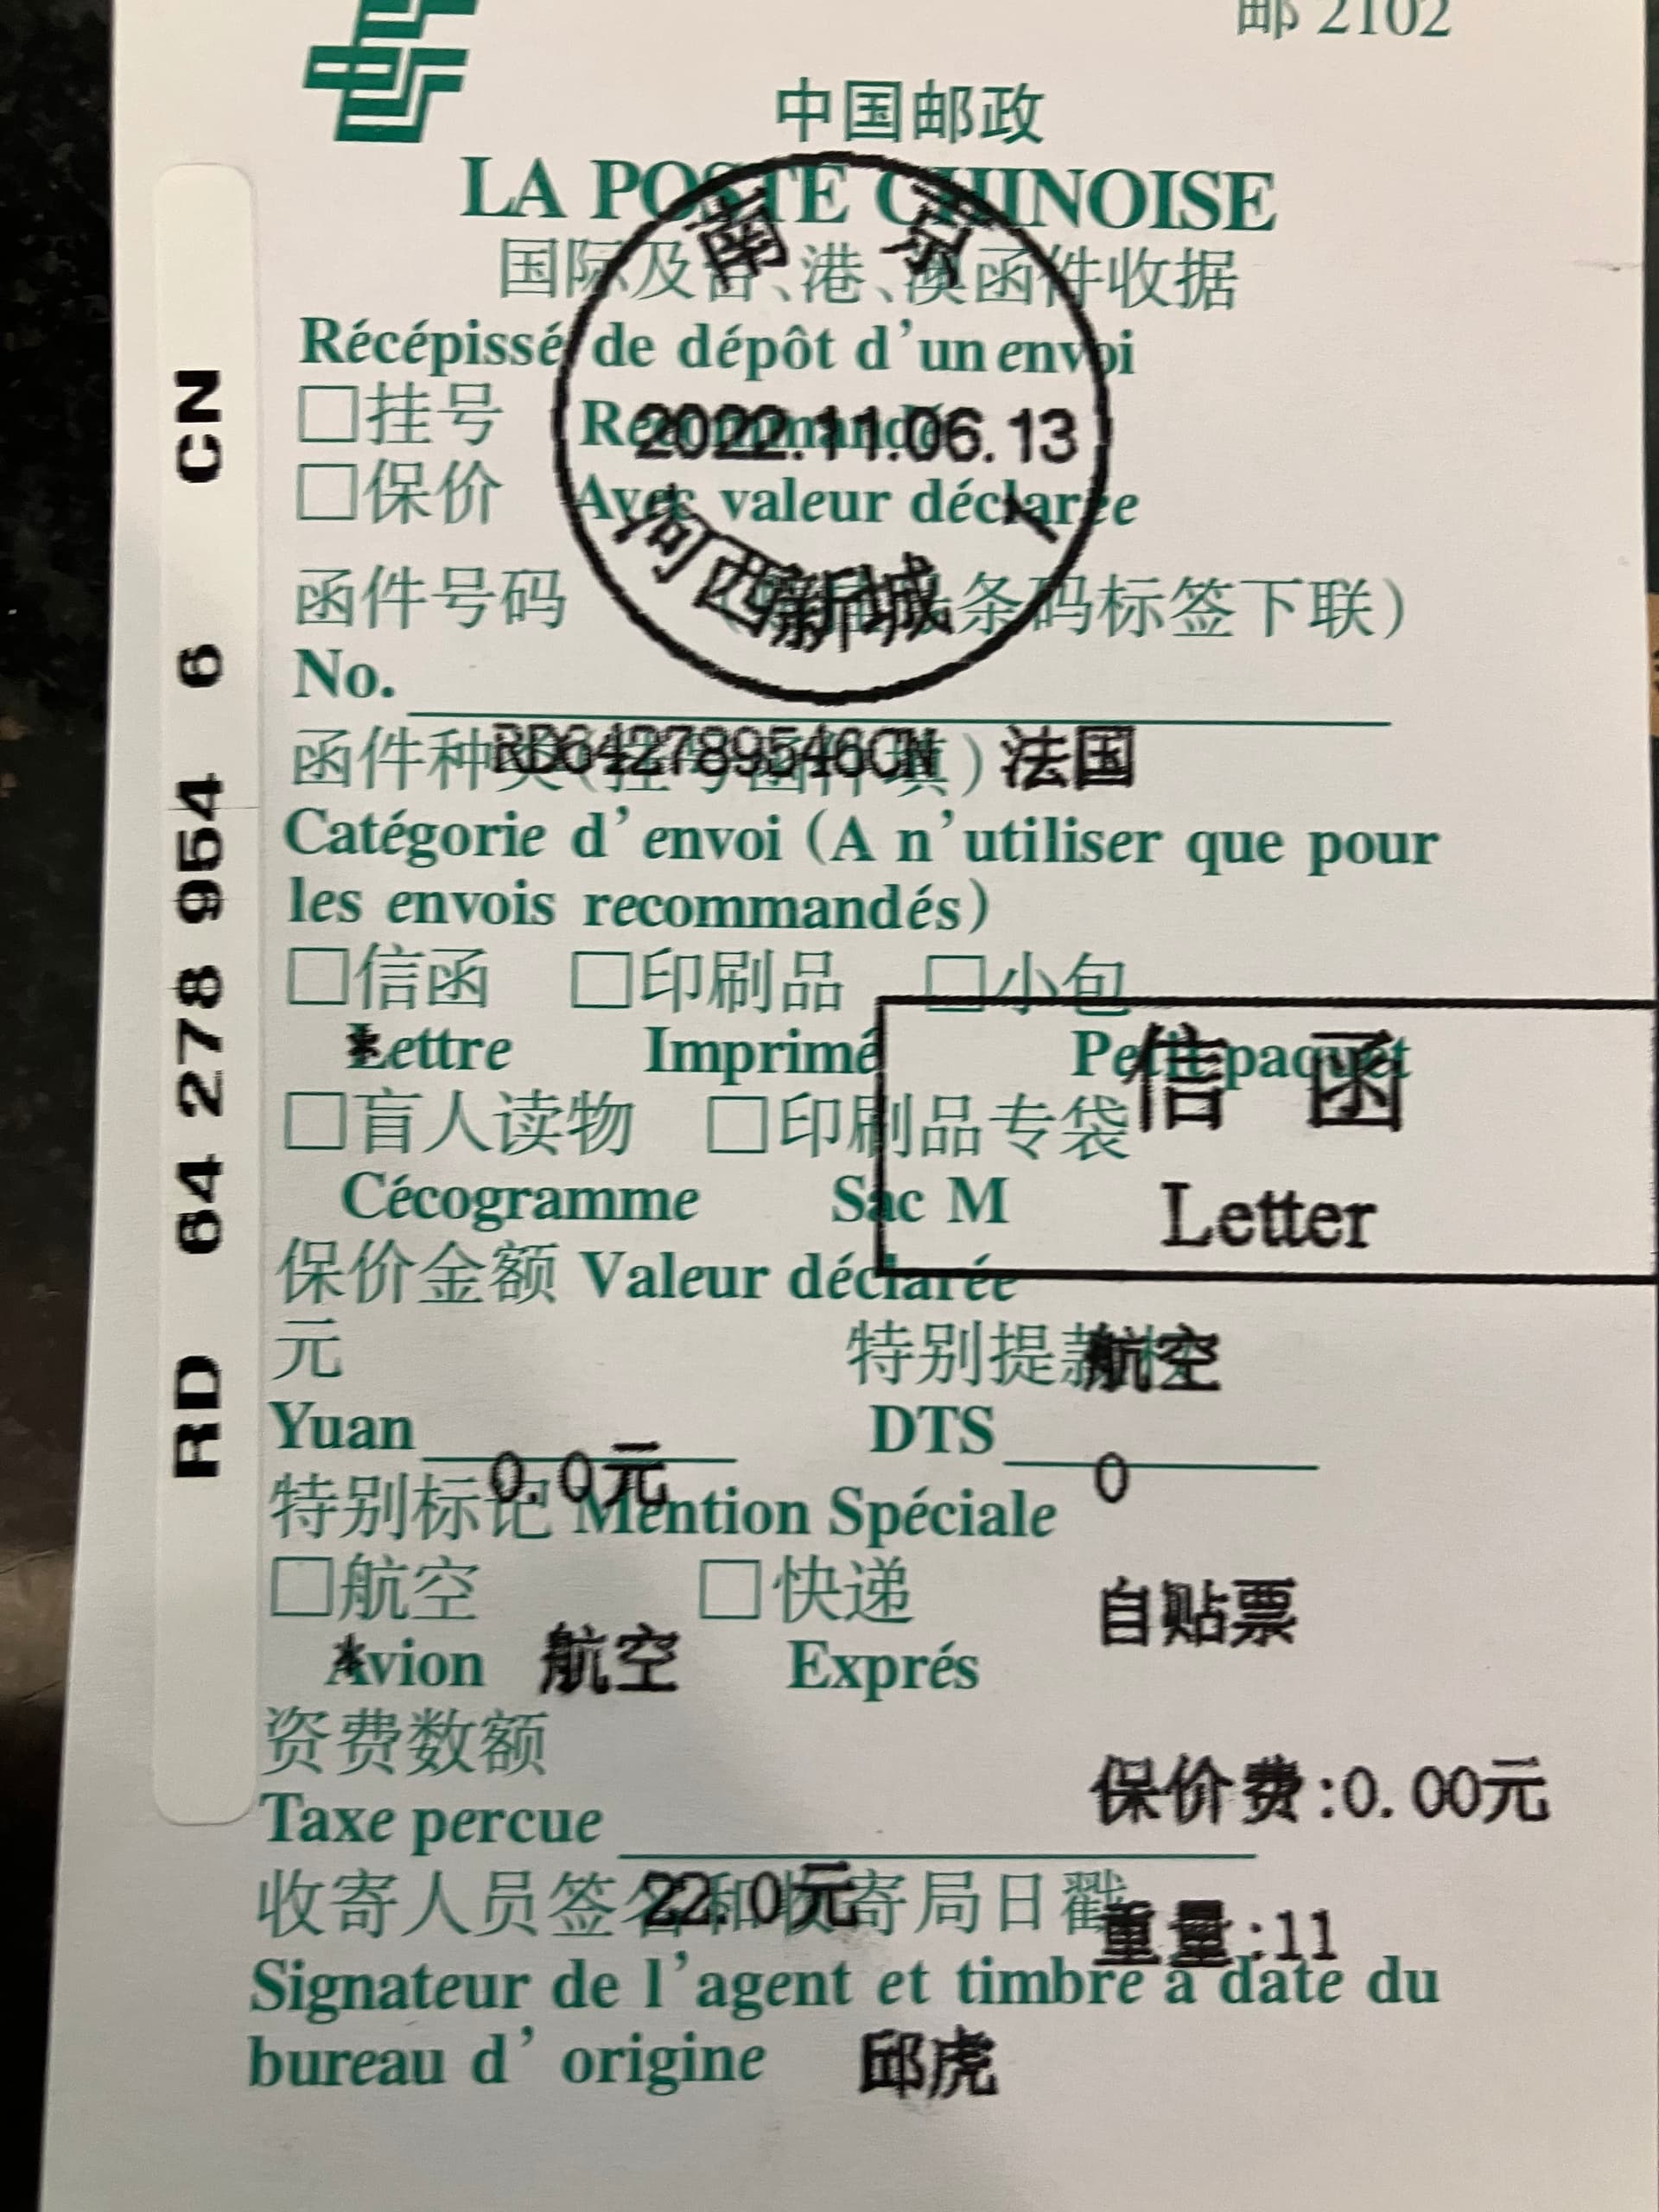 邮 2102
中国邮政
LA POSTE CHINOISE
国际及台、港、澳函件收据
Récépissé de dépôt d'un envoi
□挂号 Recommandé
□保价 Avec valeur déclarée
南京
2022.11.06.13
河西新城
函件号码 条码标签下联)
No.
RD642789546CN 法国
函件种类(挂号函件填)
Catégorie d'envoi (A n'utiliser que pour
les envois recommandés)
□信函 □印刷品 □小包
*Lettre Imprimé Petit paquet
信 函
Letter
□盲人读物 □印刷品专袋
Cécogramme Sac M
保价金额 Valeur déclarée
元 特别提款权
航空
Yuan DTS
0.0元 0
特别标记 Mention Spéciale
□航空 □快递
自贴票
*Avion 航空 Exprés
资费数额
保价费:0.00元
Taxe percue
22.0元
收寄人员签名和收寄局日戳
重量:11
Signateur de l'agent et timbre à date du
bureau d' origine 邱虎
RD 64 278 954 6 CN